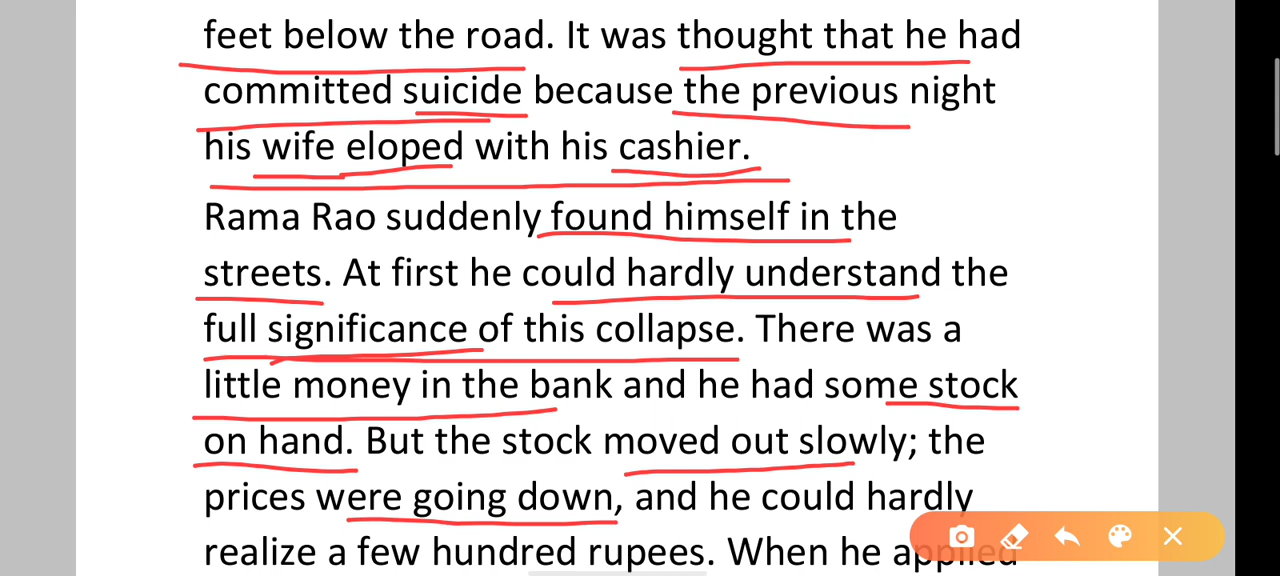 feet below the road. It was thought that he had
committed suicide because the previous night
his wife eloped with his cashier.
Rama Rao suddenly found himself in the
streets. At first he could hardly understand the
full significance of this collapse. There was a
little money in the bank and he had some stock
on hand. But the stock moved out slowly; the
prices were going down, and he could hardly
realize a few hundred rupees. When he applied